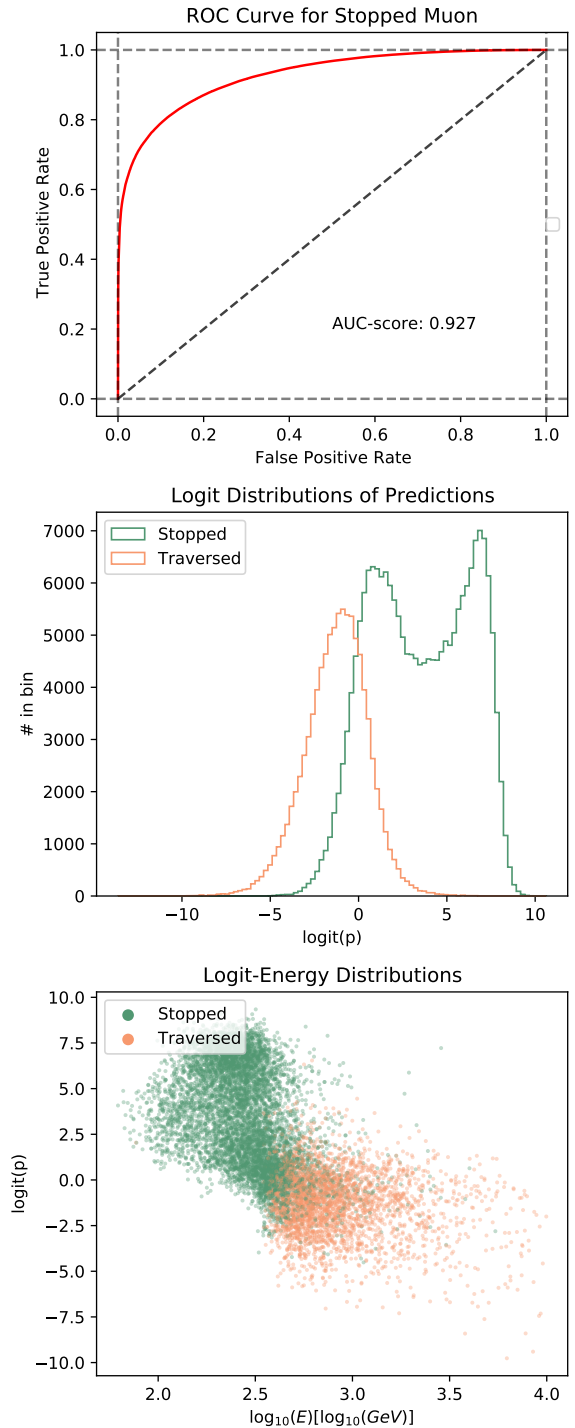 ROC Curve for Stopped Muon
1.0
0.8
0.6
0.4
0.2
0.0
True Positive Rate
AUC-score: 0.927
0.0 0.2 0.4 0.6 0.8 1.0
False Positive Rate
Logit Distributions of Predictions
Stopped
Traversed
7000
6000
5000
4000
3000
2000
1000
0
# in bin
−10 −5 0 5 10
logit(p)
Logit-Energy Distributions
Stopped
Traversed
10.0
7.5
5.0
2.5
0.0
−2.5
−5.0
−7.5
−10.0
logit(p)
2.0 2.5 3.0 3.5 4.0
log₁₀(E)[log₁₀(GeV)]